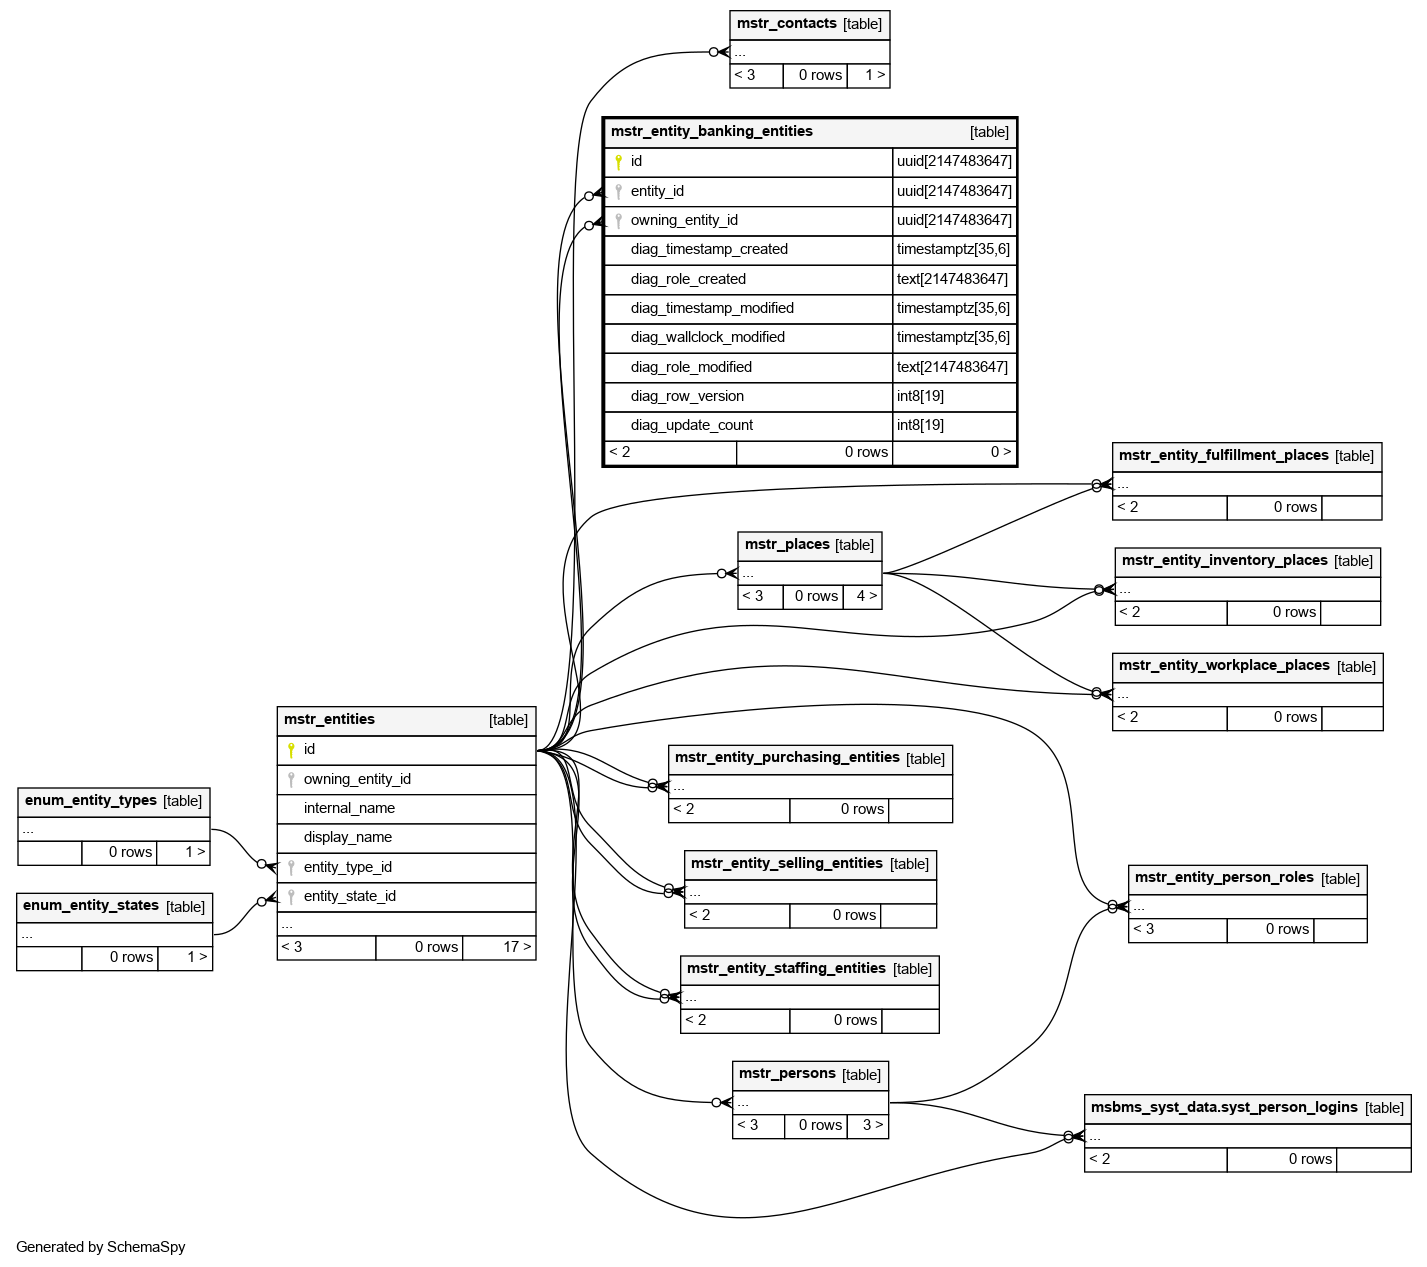 mstr_contacts [table]
...
< 3 0 rows 1 >
mstr_entity_banking_entities [table]
id uuid[2147483647]
entity_id uuid[2147483647]
owning_entity_id uuid[2147483647]
diag_timestamp_created timestamptz[35,6]
diag_role_created text[2147483647]
diag_timestamp_modified timestamptz[35,6]
diag_wallclock_modified timestamptz[35,6]
diag_role_modified text[2147483647]
diag_row_version int8[19]
diag_update_count int8[19]
< 2 0 rows 0 >
mstr_entity_fulfillment_places [table]
...
< 2 0 rows
mstr_places [table]
...
< 3 0 rows 4 >
mstr_entity_inventory_places [table]
...
< 2 0 rows
mstr_entity_workplace_places [table]
...
< 2 0 rows
mstr_entities [table]
id
owning_entity_id
internal_name
display_name
entity_type_id
entity_state_id
...
< 3 0 rows 17 >
mstr_entity_purchasing_entities [table]
...
< 2 0 rows
enum_entity_types [table]
...
0 rows 1 >
mstr_entity_selling_entities [table]
...
< 2 0 rows
mstr_entity_person_roles [table]
...
< 3 0 rows
enum_entity_states [table]
...
0 rows 1 >
mstr_entity_staffing_entities [table]
...
< 2 0 rows
mstr_persons [table]
...
< 3 0 rows 3 >
msbms_syst_data.syst_person_logins [table]
...
< 2 0 rows
Generated by SchemaSpy